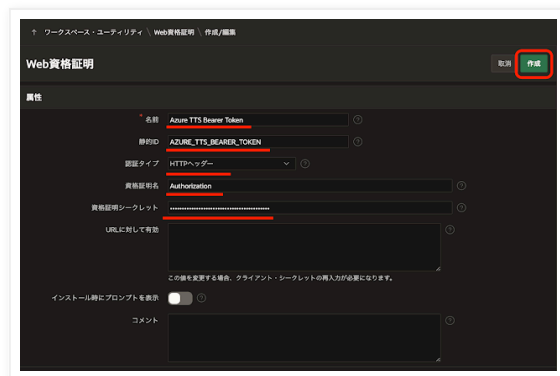 ↑ ワークスペース・ユーティリティ \ Web資格証明 \ 作成/編集
Web資格証明
取消
作成
属性
* 名前 Azure TTS Bearer Token
静的ID AZURE_TTS_BEARER_TOKEN
認証タイプ HTTPヘッダー
資格証明名 Authorization
資格証明シークレット
URLに対して有効
この値を変更する場合、クライアント・シークレットの再入力が必要になります。
インストール時にプロンプトを表示
コメント